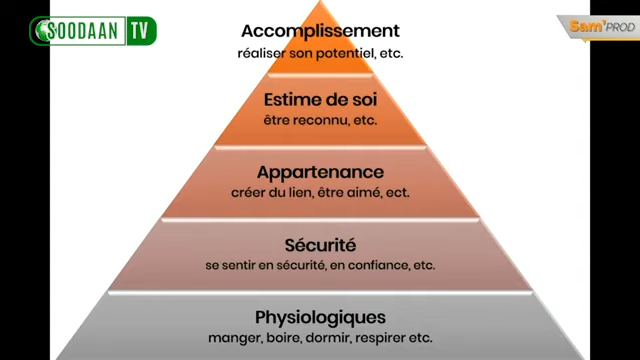 SOODAAN TV
Sam'PROD
Accomplissement
réaliser son potentiel, etc.
Estime de soi
être reconnu, etc.
Appartenance
créer du lien, être aimé, ect.
Sécurité
se sentir en sécurité, en confiance, etc.
Physiologiques
manger, boire, dormir, respirer etc.